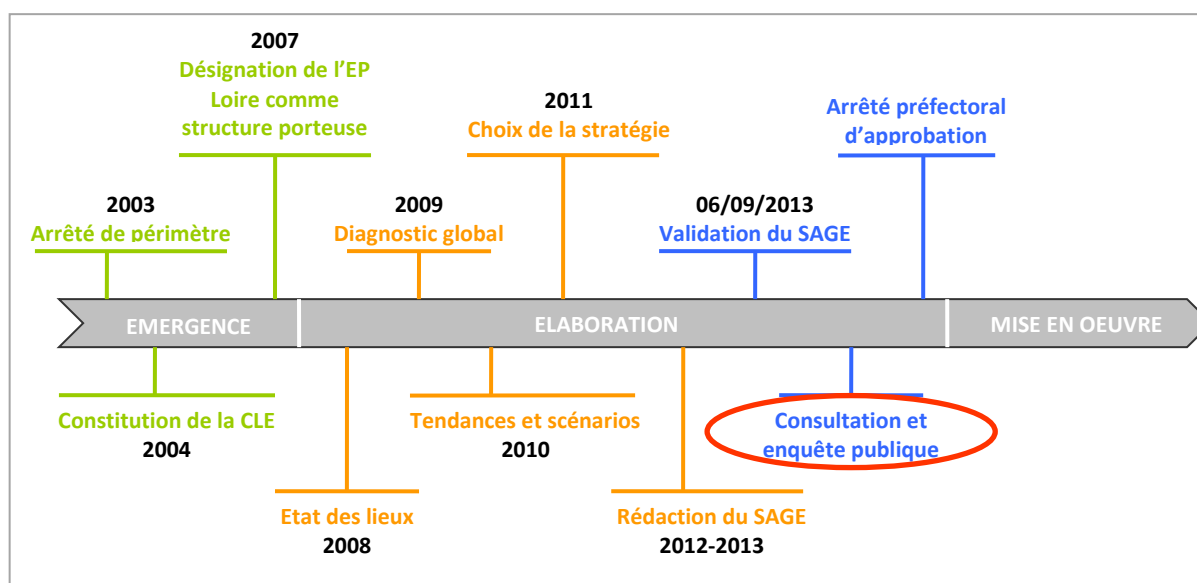 2007
Désignation de l’EP
Loire comme
structure porteuse
2011
Choix de la stratégie
Arrêté préfectoral
d’approbation
2003
Arrêté de périmètre
2009
Diagnostic global
06/09/2013
Validation du SAGE
EMERGENCE
ELABORATION
MISE EN OEUVRE
Constitution de la CLE
2004
Tendances et scénarios
2010
Consultation et
enquête publique
Etat des lieux
2008
Rédaction du SAGE
2012-2013